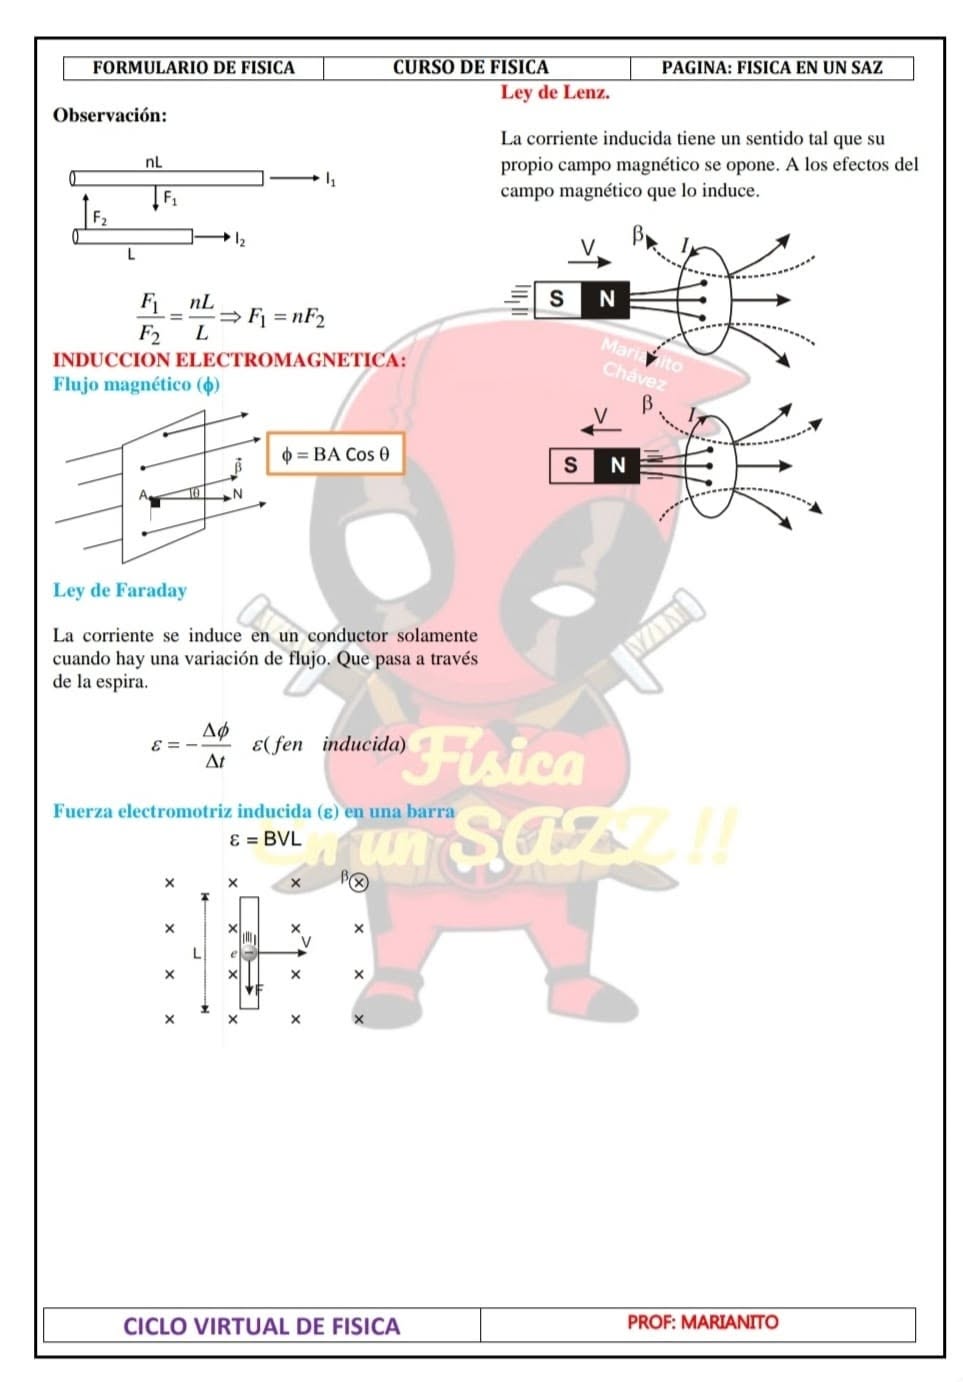 FORMULARIO DE FISICA
CURSO DE FISICA
PAGINA: FISICA EN UN SAZ
Observación:
nL
I₁
F₁
F₂
I₂
L
F₁/F₂ = nL/L ⇒ F₁ = nF₂
INDUCCION ELECTROMAGNETICA:
Flujo magnético (ϕ)
ϕ = BA Cos θ
β⃗
A
θ
N
Ley de Faraday
La corriente se induce en un conductor solamente
cuando hay una variación de flujo. Que pasa a través
de la espira.
ε = −Δϕ/Δt ε(fen inducida)
Fuerza electromotriz inducida (ε) en una barra
ε = BVL
× × × β⊗
× × × ×
V
L
e −
× × × ×
F
× × × ×
Ley de Lenz.
La corriente inducida tiene un sentido tal que su
propio campo magnético se opone. A los efectos del
campo magnético que lo induce.
V
β
I
S N
Marianito
Chávez
V
β
I
S N
Física
En un SAZZ!!
CICLO VIRTUAL DE FISICA
PROF: MARIANITO